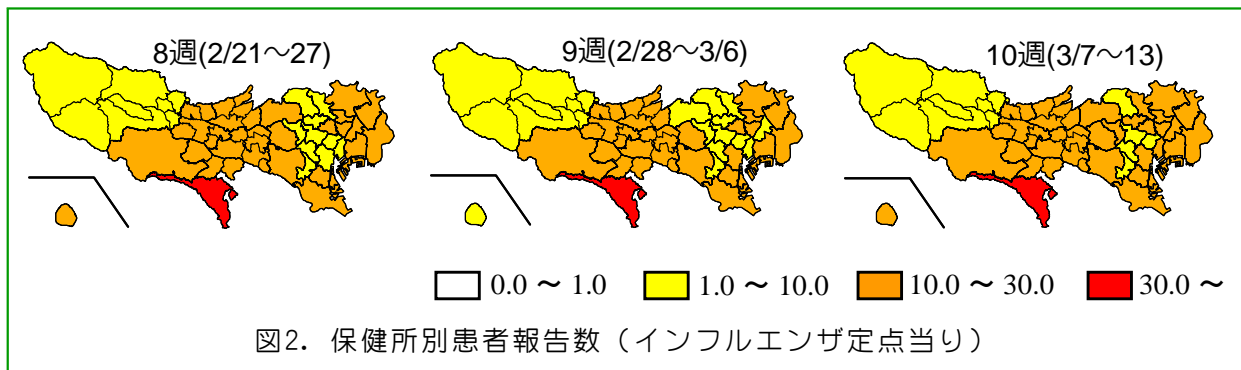 8週(2/21～27)
9週(2/28～3/6)
10週(3/7～13)
0.0 ～ 1.0
1.0 ～ 10.0
10.0 ～ 30.0
30.0 ～
図2. 保健所別患者報告数（インフルエンザ定点当り）